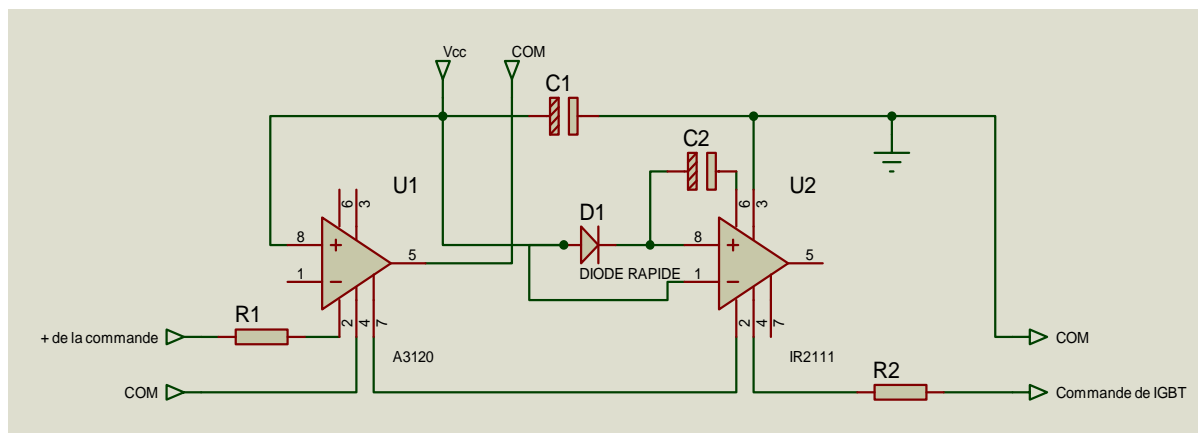 Vcc
COM
C1
C2
U1
U2
6
3
6
3
D1
8
5
8
5
1
DIODE RAPIDE
1
R1
2
4
7
2
4
7
+ de la commande
A3120
IR2111
COM
R2
COM
Commande de IGBT